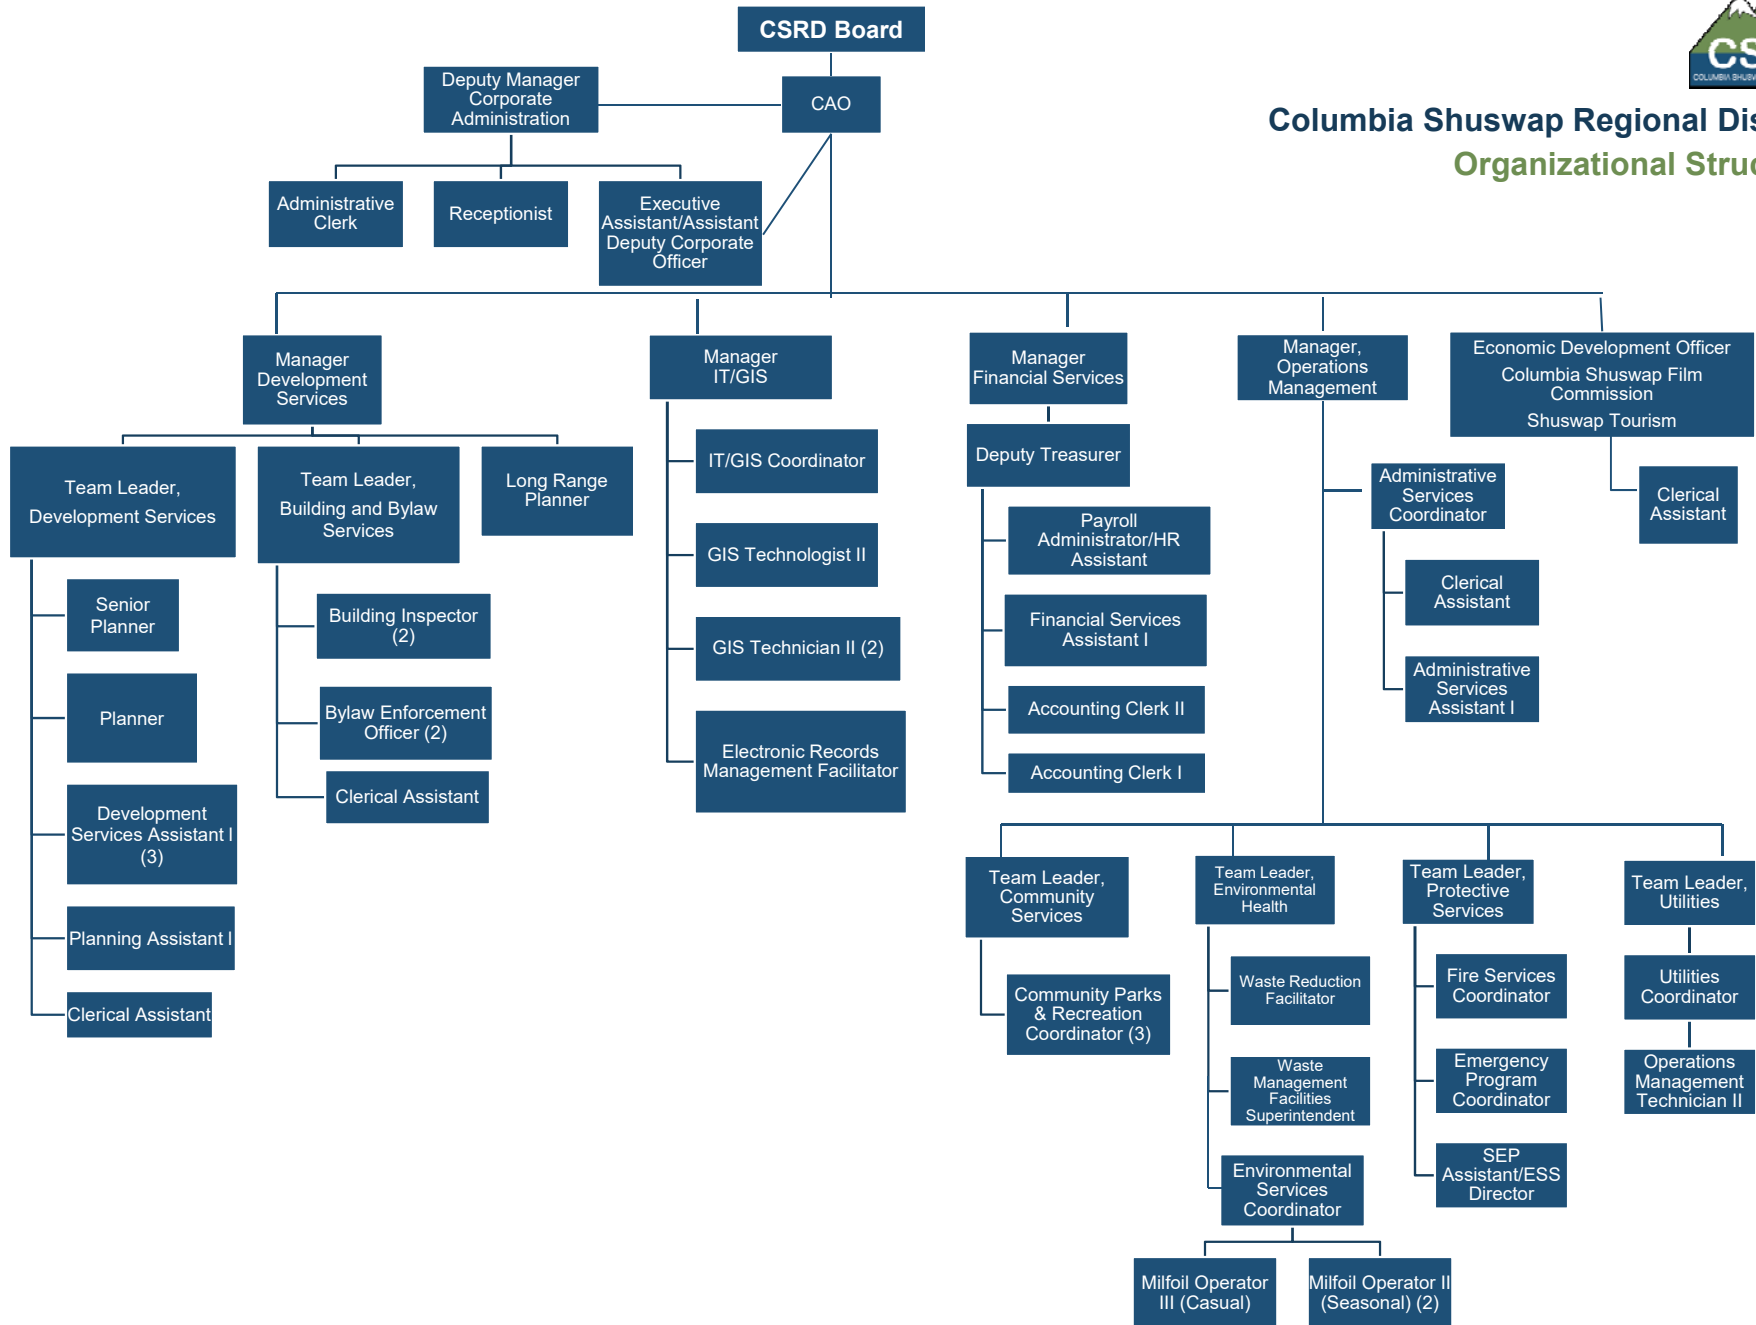 CSRD Board
Deputy Manager
Corporate
Administration
CAO
Columbia Shuswap Regional Dis
Organizational Struc
Administrative
Clerk
Receptionist
Executive
Assistant/Assistant
Deputy Corporate
Officer
Manager
Development
Services
Manager
IT/GIS
Manager
Financial Services
Manager,
Operations
Management
Economic Development Officer
Columbia Shuswap Film
Commission
Shuswap Tourism
Team Leader,
Development Services
Team Leader,
Building and Bylaw
Services
Long Range
Planner
IT/GIS Coordinator
Deputy Treasurer
Administrative
Services
Coordinator
Clerical
Assistant
Senior
Planner
Building Inspector
(2)
GIS Technologist II
Payroll
Administrator/HR
Assistant
Clerical
Assistant
Planner
Bylaw Enforcement
Officer (2)
GIS Technician II (2)
Financial Services
Assistant I
Administrative
Services
Assistant I
Development
Services Assistant I
(3)
Clerical Assistant
Electronic Records
Management Facilitator
Accounting Clerk II
Accounting Clerk I
Planning Assistant I
Clerical Assistant
Team Leader,
Community
Services
Team Leader,
Environmental
Health
Team Leader,
Protective
Services
Team Leader,
Utilities
Community Parks
& Recreation
Coordinator (3)
Waste Reduction
Facilitator
Fire Services
Coordinator
Utilities
Coordinator
Waste
Management
Facilities
Superintendent
Emergency
Program
Coordinator
Operations
Management
Technician II
Environmental
Services
Coordinator
SEP
Assistant/ESS
Director
Milfoil Operator
III (Casual)
Milfoil Operator II
(Seasonal) (2)